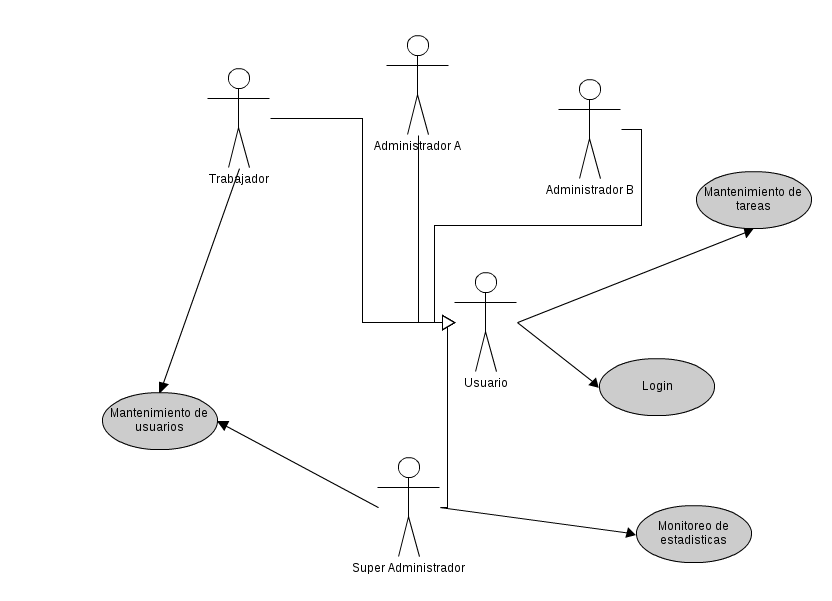 Administrador A
Trabajador
Administrador B
Mantenimiento de
tareas
Usuario
Login
Mantenimiento de
usuarios
Monitoreo de
estadisticas
Super Administrador